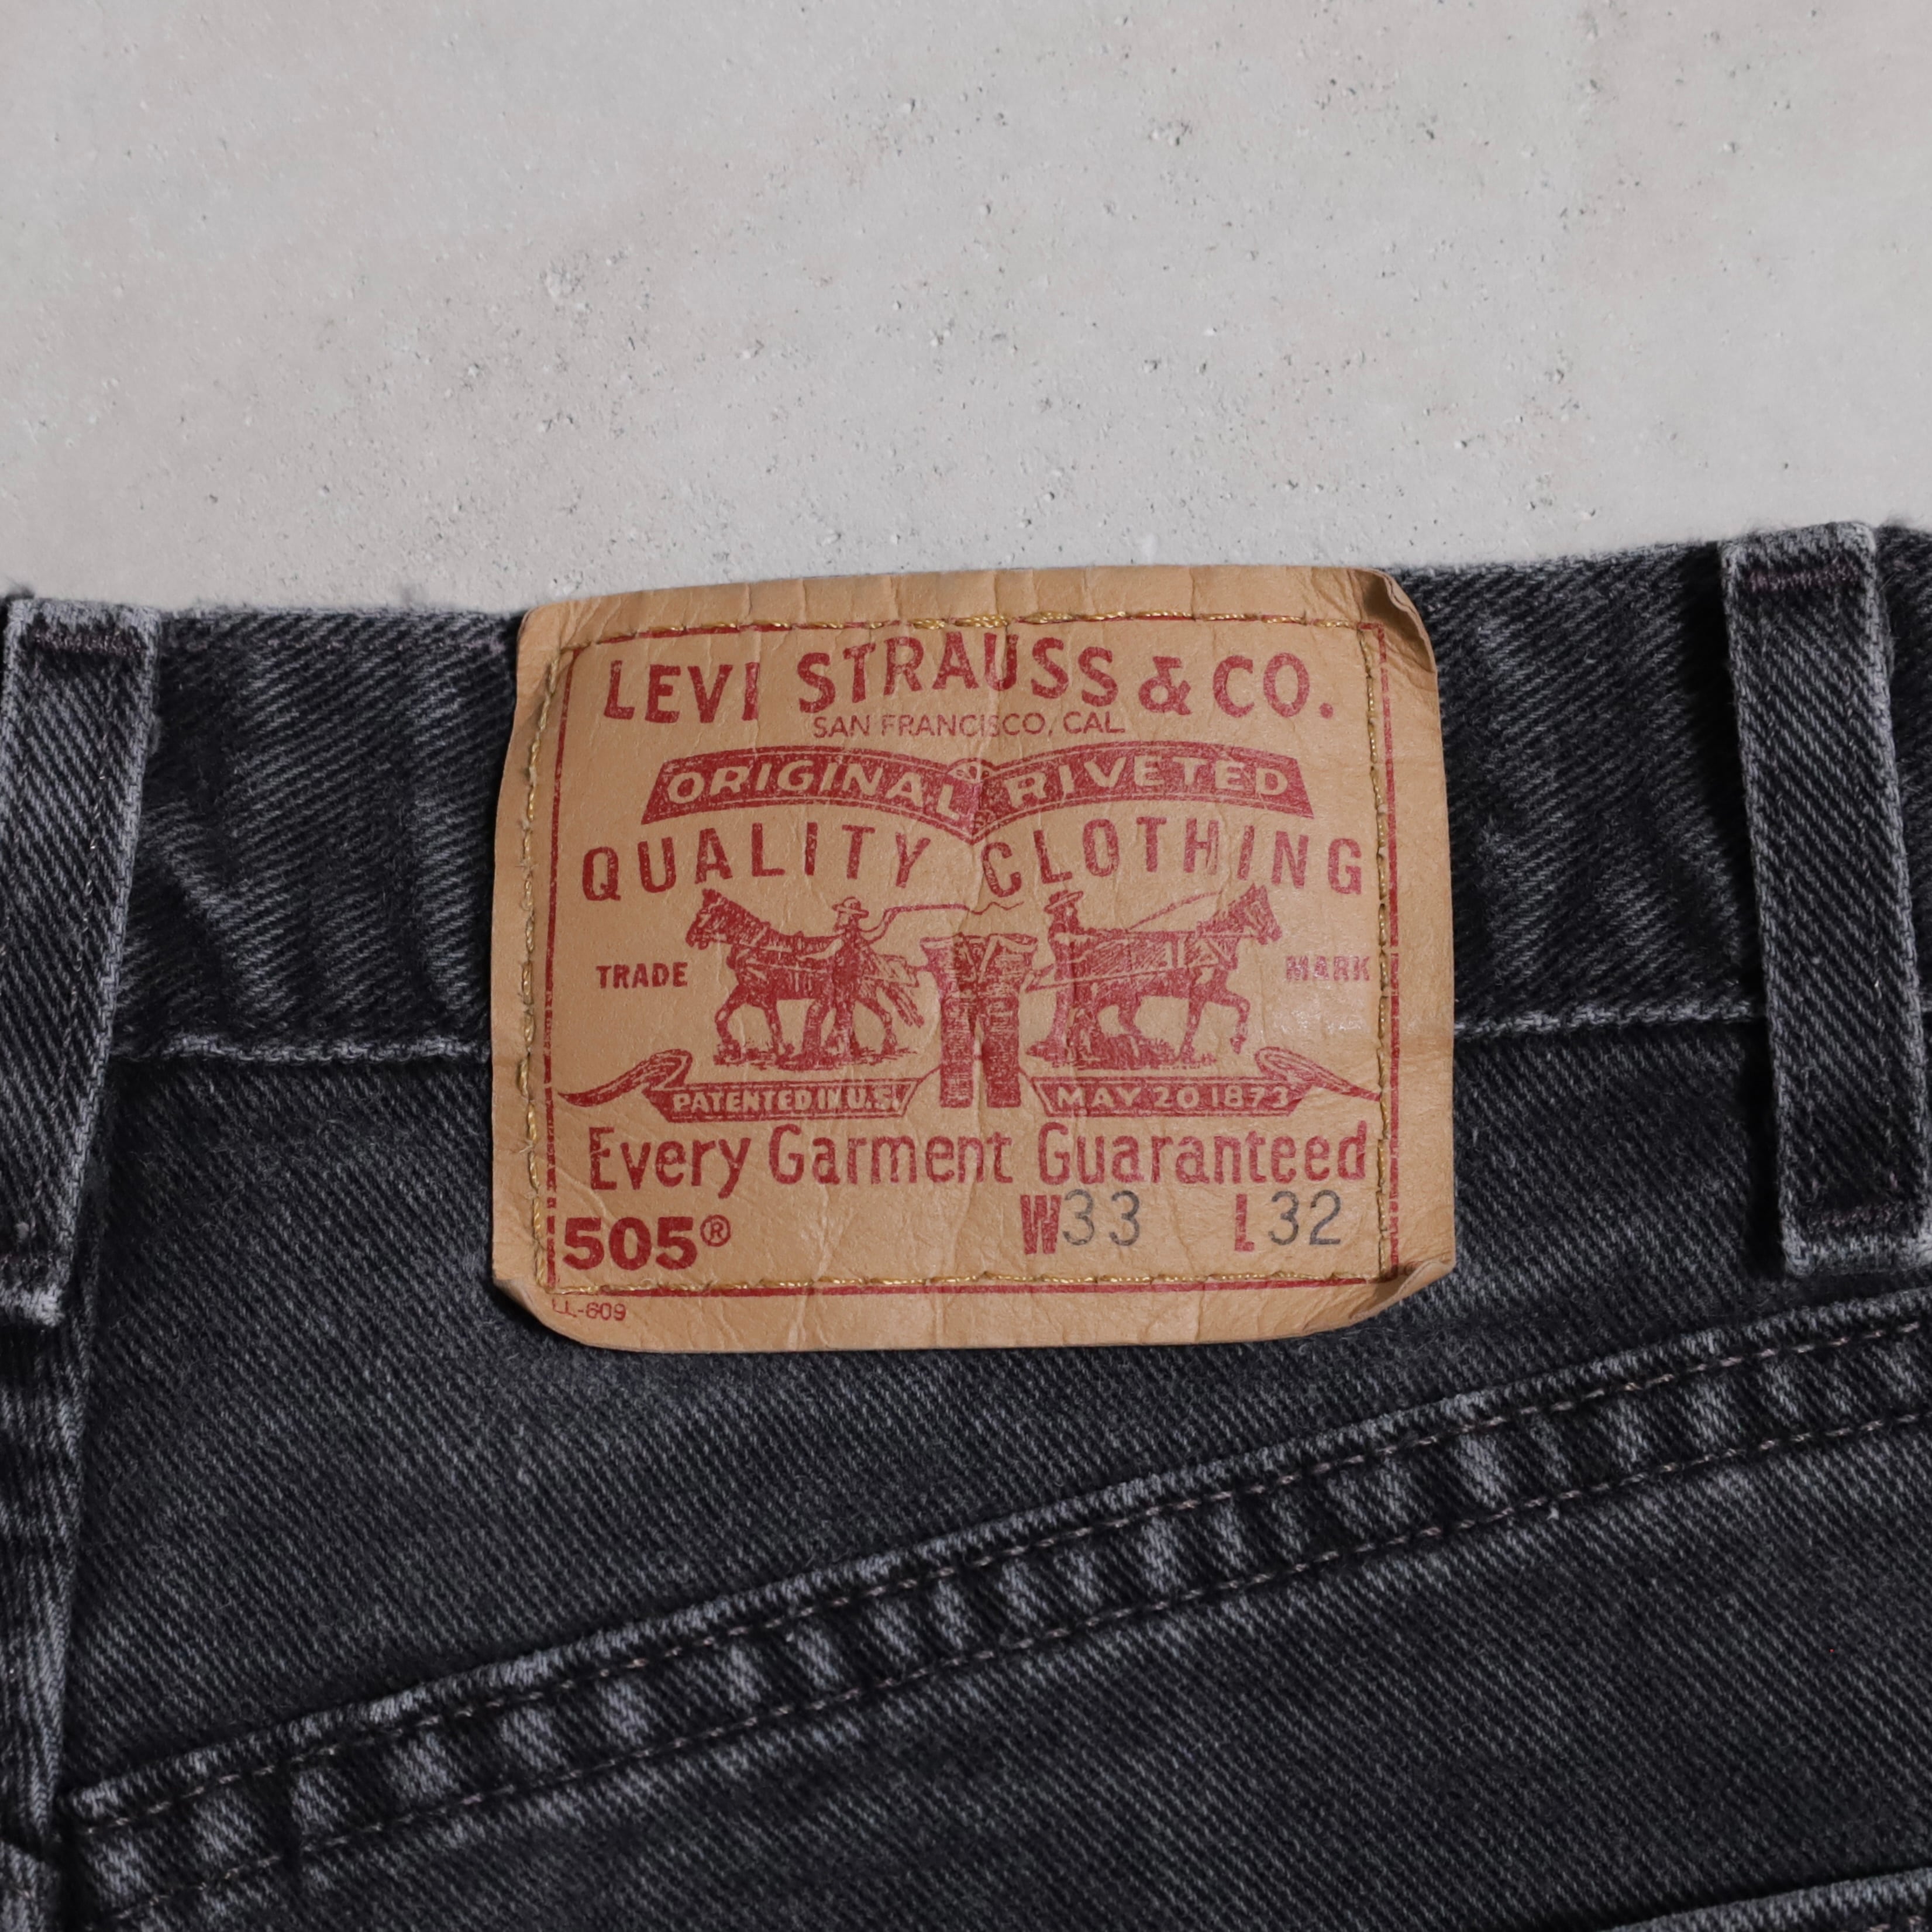 LEVI STRAUSS & CO.
SAN FRANCISCO, CAL.
ORIGINAL RIVETED
QUALITY CLOTHING
TRADE MARK
PATENTED IN U.S. MAY 20 1873
Every Garment Guaranteed
505® W33 L32
LL-609